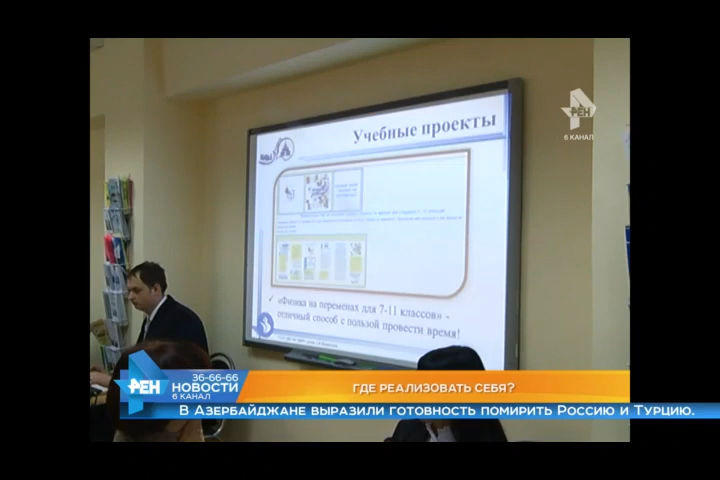 Учебные проекты
РЕН
6 КАНАЛ
✓ «Физика на переменах для 7-11 классов» -
отличный способ с пользой провести время!
36-66-66
РЕН НОВОСТИ
6 КАНАЛ
ГДЕ РЕАЛИЗОВАТЬ СЕБЯ?
В Азербайджане выразили готовность помирить Россию и Турцию.